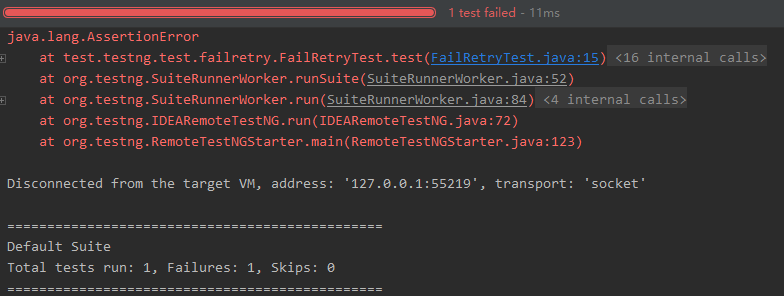 1 test failed - 11ms
java.lang.AssertionError
at test.testng.test.failretry.FailRetryTest.test(FailRetryTest.java:15) <16 internal calls>
at org.testng.SuiteRunnerWorker.runSuite(SuiteRunnerWorker.java:52)
at org.testng.SuiteRunnerWorker.run(SuiteRunnerWorker.java:84) <4 internal calls>
at org.testng.IDEARemoteTestNG.run(IDEARemoteTestNG.java:72)
at org.testng.RemoteTestNGStarter.main(RemoteTestNGStarter.java:123)
Disconnected from the target VM, address: '127.0.0.1:55219', transport: 'socket'
===============================================
Default Suite
Total tests run: 1, Failures: 1, Skips: 0
===============================================